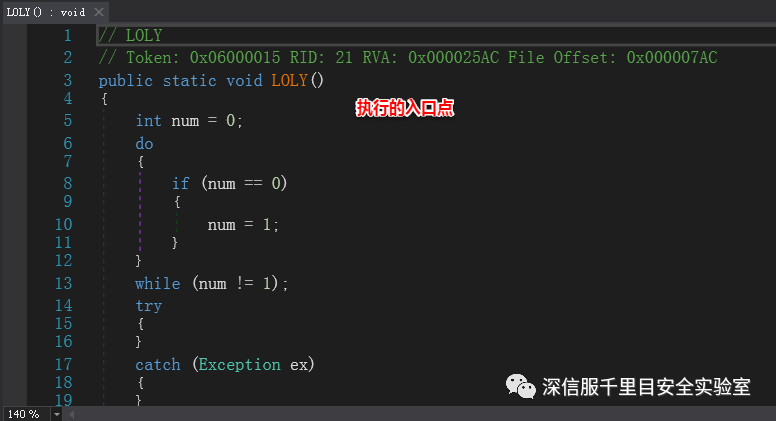 LOLY() : void ×
1 // LOLY
2 // Token: 0x06000015 RID: 21 RVA: 0x000025AC File Offset: 0x000007AC
3 public static void LOLY()
4 {
执行的入口点
5 int num = 0;
6 do
7 {
8 if (num == 0)
9 {
10 num = 1;
11 }
12 }
13 while (num != 1);
14 try
15 {
16 }
17 catch (Exception ex)
18 {
19 }
深信服千里目安全实验室
140 %